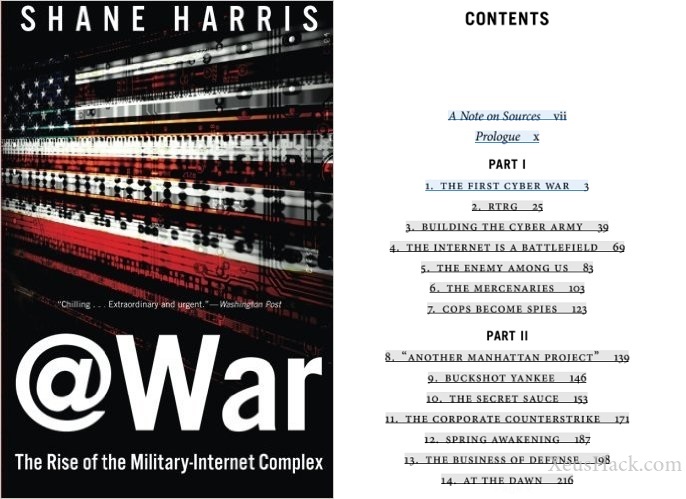 SHANE HARRIS
"Chilling . . . Extraordinary and urgent."—Washington Post
@War
The Rise of the Military-Internet Complex
CONTENTS
A Note on Sources vii
Prologue x
PART I
1. THE FIRST CYBER WAR 3
2. RTRG 25
3. BUILDING THE CYBER ARMY 39
4. THE INTERNET IS A BATTLEFIELD 69
5. THE ENEMY AMONG US 83
6. THE MERCENARIES 103
7. COPS BECOME SPIES 123
PART II
8. "ANOTHER MANHATTAN PROJECT" 139
9. BUCKSHOT YANKEE 146
10. THE SECRET SAUCE 153
11. THE CORPORATE COUNTERSTRIKE 171
12. SPRING AWAKENING 187
13. THE BUSINESS OF DEFENSE 198
14. AT THE DAWN 216
XeusHack.com